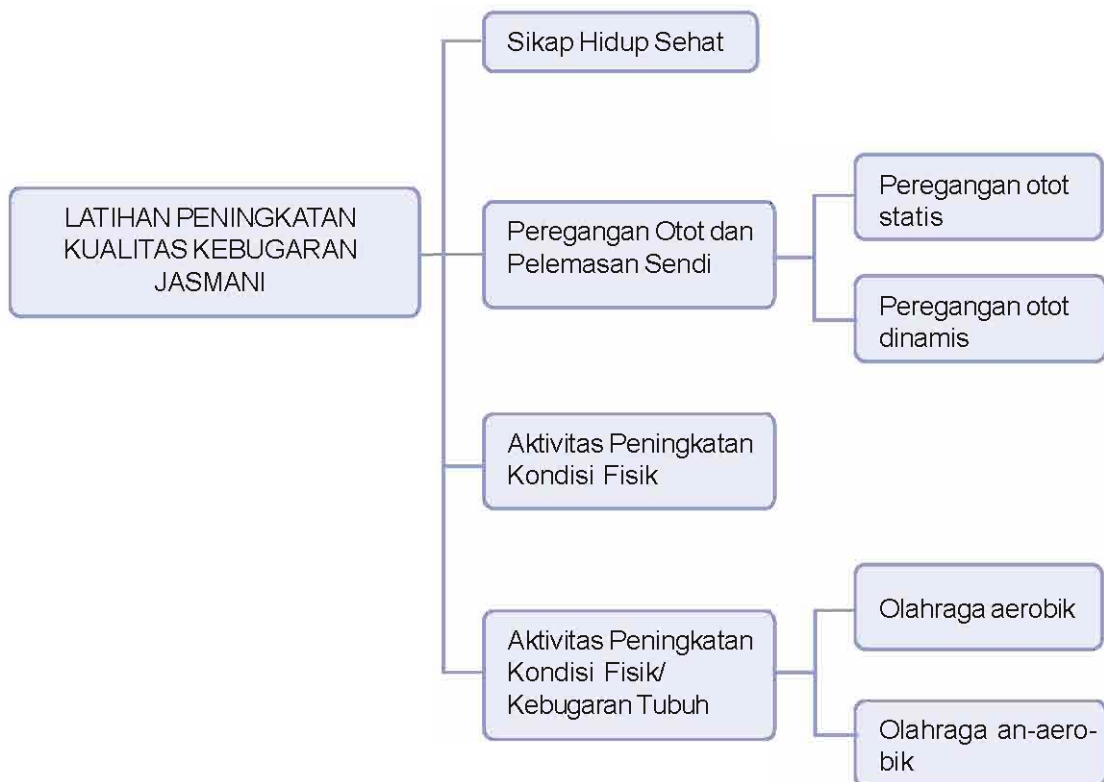 Sikap Hidup Sehat
LATIHAN PENINGKATAN
KUALITAS KEBUGARAN
JASMANI
Peregangan Otot dan
Pelemasan Sendi
Peregangan otot
statis
Peregangan otot
dinamis
Aktivitas Peningkatan
Kondisi Fisik
Aktivitas Peningkatan
Kondisi Fisik/
Kebugaran Tubuh
Olahraga aerobik
Olahraga an-aero-
bik